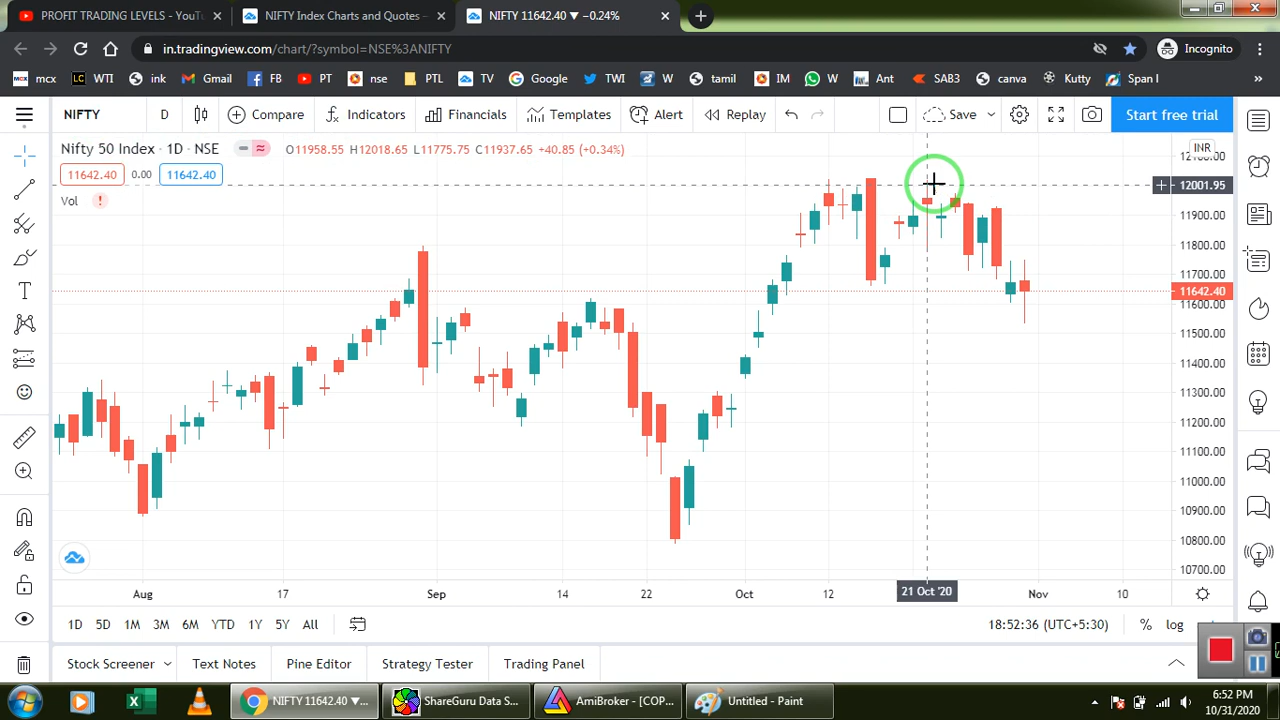 PROFIT TRADING LEVELS - YouTu
NIFTY Index Charts and Quotes –
NIFTY 11642.40 ▼ −0.24%
in.tradingview.com/chart/?symbol=NSE%3ANIFTY
Incognito
mcx
WTI
ink
Gmail
FB
PT
nse
PTL
TV
Google
TWI
W
tamil
IM
W
Ant
SAB3
canva
Kutty
Span I
»
NIFTY
D
Compare
Indicators
Financials
Templates
Alert
Replay
Save
Start free trial
Nifty 50 Index · 1D · NSE
O11958.55 H12018.65 L11775.75 C11937.65 +40.85 (+0.34%)
11642.40
0.00
11642.40
Vol
INR
12100.00
12001.95
11900.00
11800.00
11700.00
11642.40
11600.00
11500.00
11400.00
11300.00
11200.00
11100.00
11000.00
10900.00
10800.00
10700.00
Aug
17
Sep
14
22
Oct
12
21 Oct '20
Nov
10
1D
5D
1M
3M
6M
YTD
1Y
5Y
All
18:52:36 (UTC+5:30)
%
log
Stock Screener
Text Notes
Pine Editor
Strategy Tester
Trading Panel
NIFTY 11642.40 ▼...
ShareGuru Data S...
AmiBroker - [COP...
Untitled - Paint
6:52 PM
10/31/2020